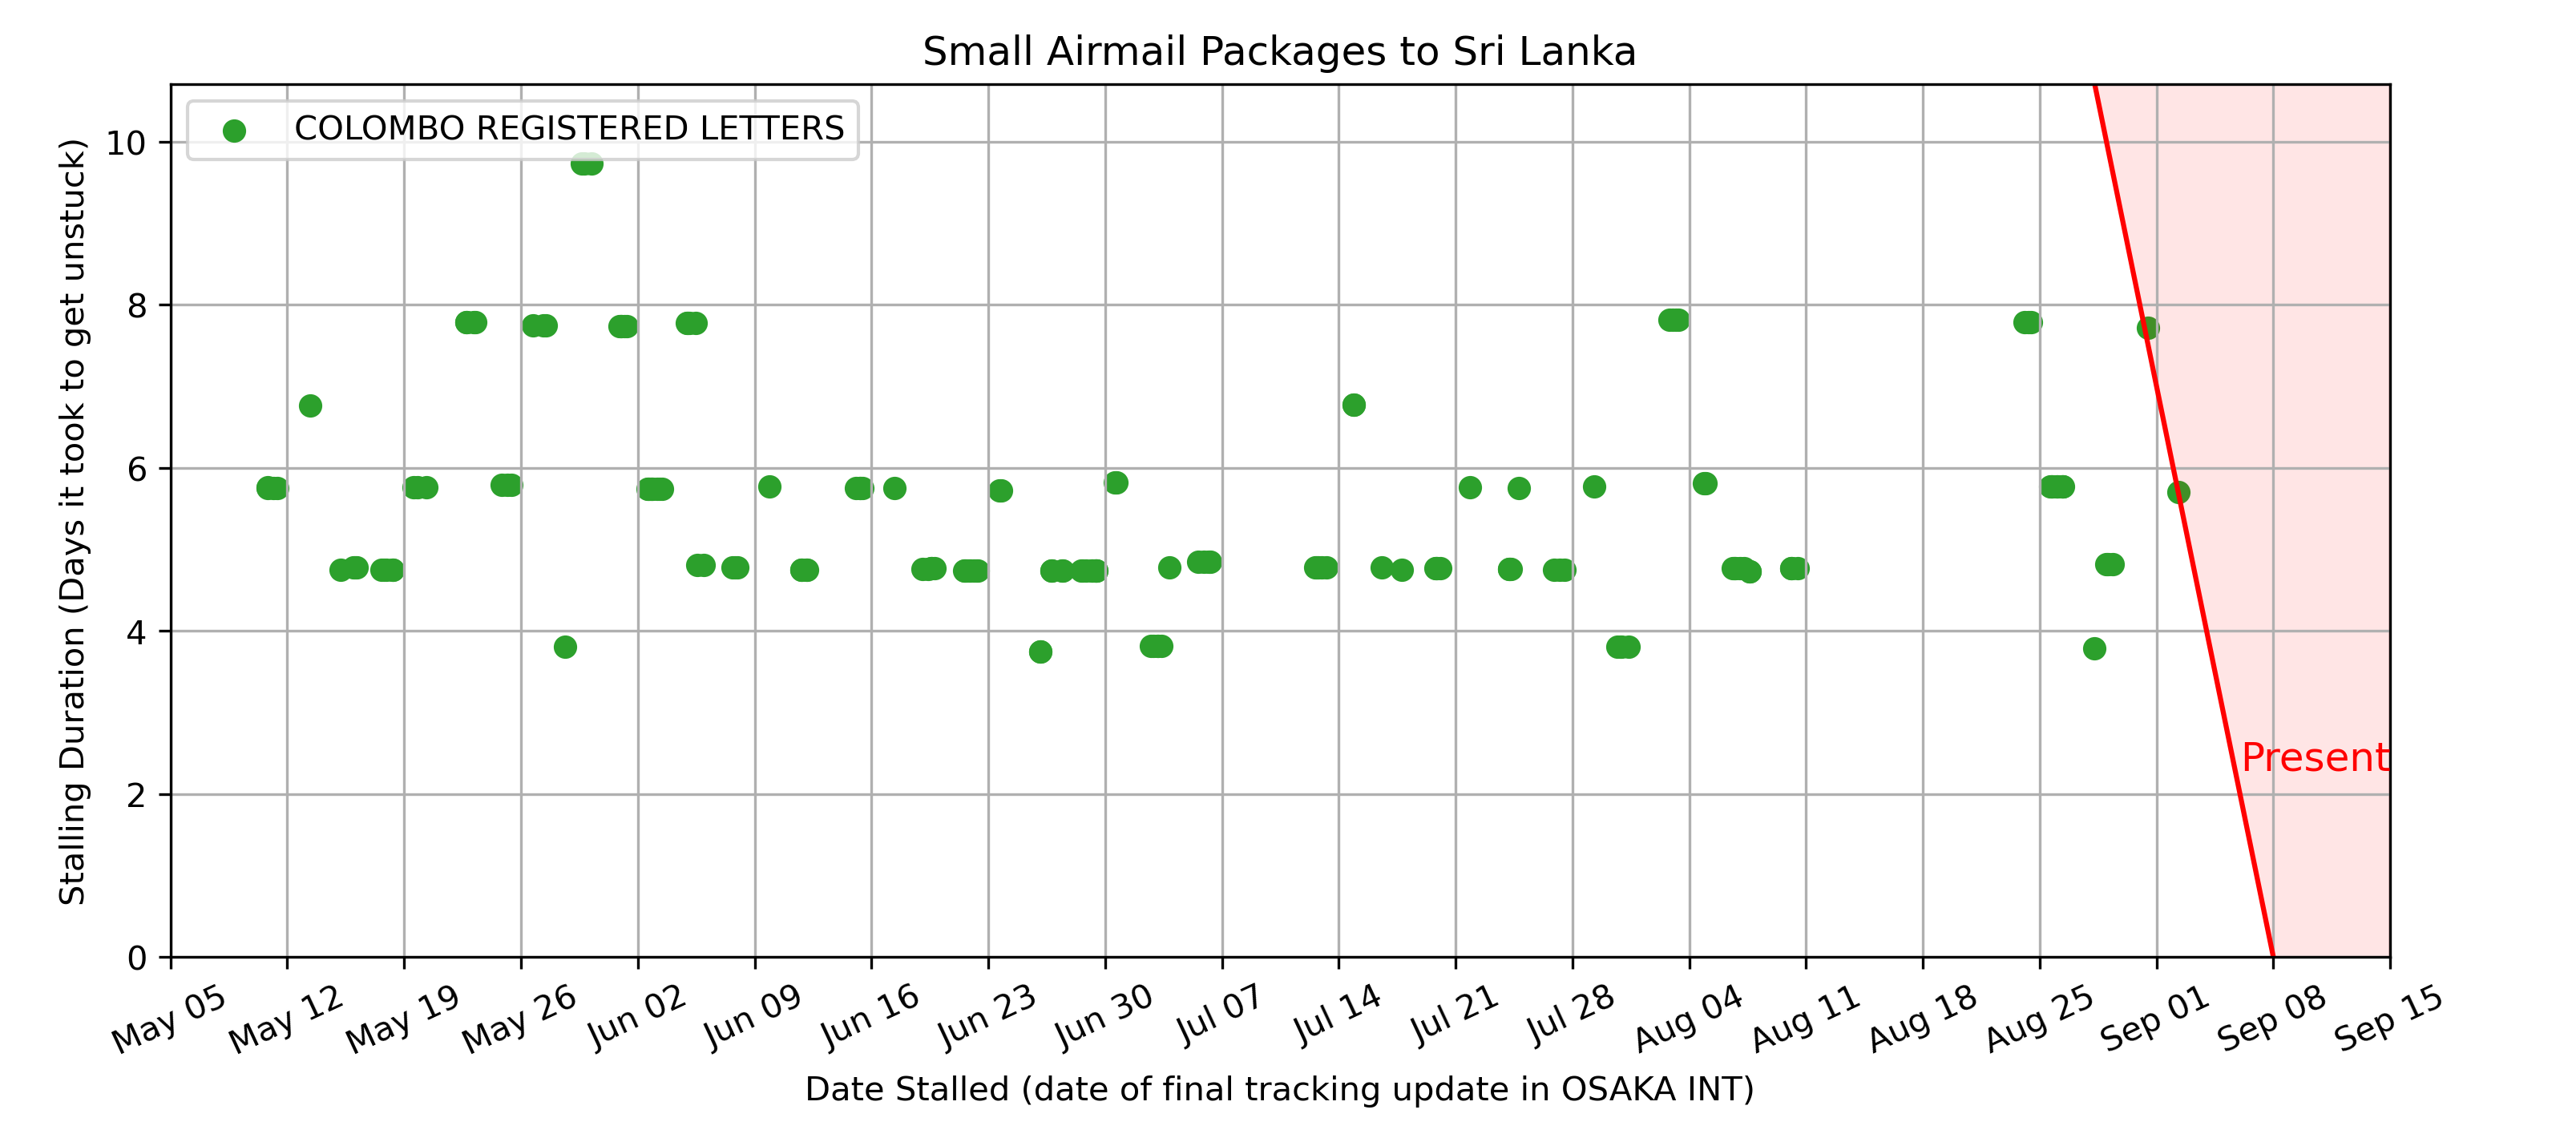 Small Airmail Packages to Sri Lanka
COLOMBO REGISTERED LETTERS
Stalling Duration (Days it took to get unstuck)
10
8
6
4
2
0
Present
May 05
May 12
May 19
May 26
Jun 02
Jun 09
Jun 16
Jun 23
Jun 30
Jul 07
Jul 14
Jul 21
Jul 28
Aug 04
Aug 11
Aug 18
Aug 25
Sep 01
Sep 08
Sep 15
Date Stalled (date of final tracking update in OSAKA INT)